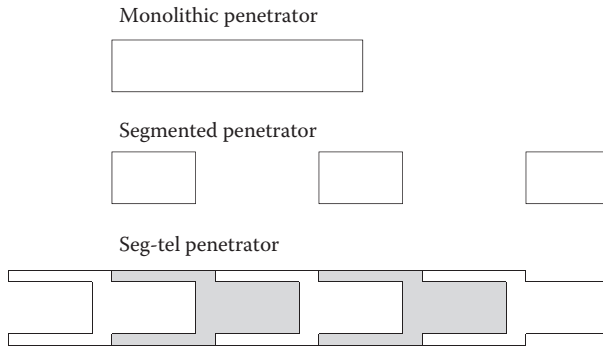 Monolithic penetrator
Segmented penetrator
Seg-tel penetrator